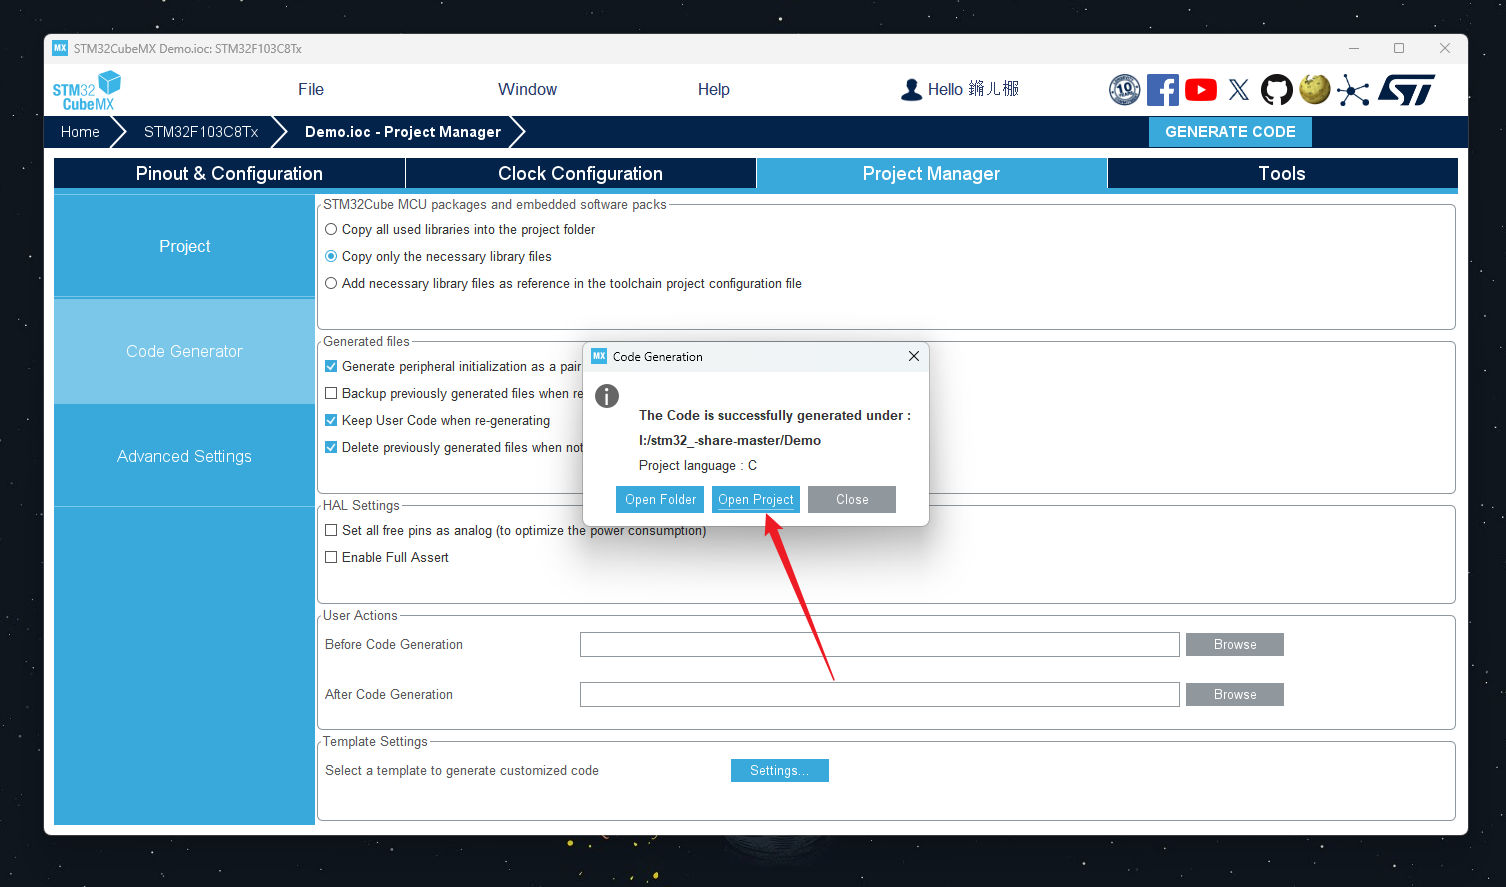 MX STM32CubeMX Demo.ioc: STM32F103C8Tx
STM32 CubeMX
File
Window
Help
Hello
10
ST
Home
STM32F103C8Tx
Demo.ioc - Project Manager
GENERATE CODE
Pinout & Configuration
Clock Configuration
Project Manager
Tools
Project
Code Generator
Advanced Settings
STM32Cube MCU packages and embedded software packs
Copy all used libraries into the project folder
Copy only the necessary library files
Add necessary library files as reference in the toolchain project configuration file
Generated files
Generate peripheral initialization as a pair
Backup previously generated files when re
Keep User Code when re-generating
Delete previously generated files when not
MX Code Generation
The Code is successfully generated under :
I:/stm32_-share-master/Demo
Project language : C
Open Folder
Open Project
Close
HAL Settings
Set all free pins as analog (to optimize the power consumption)
Enable Full Assert
User Actions
Before Code Generation
Browse
After Code Generation
Browse
Template Settings
Select a template to generate customized code
Settings...